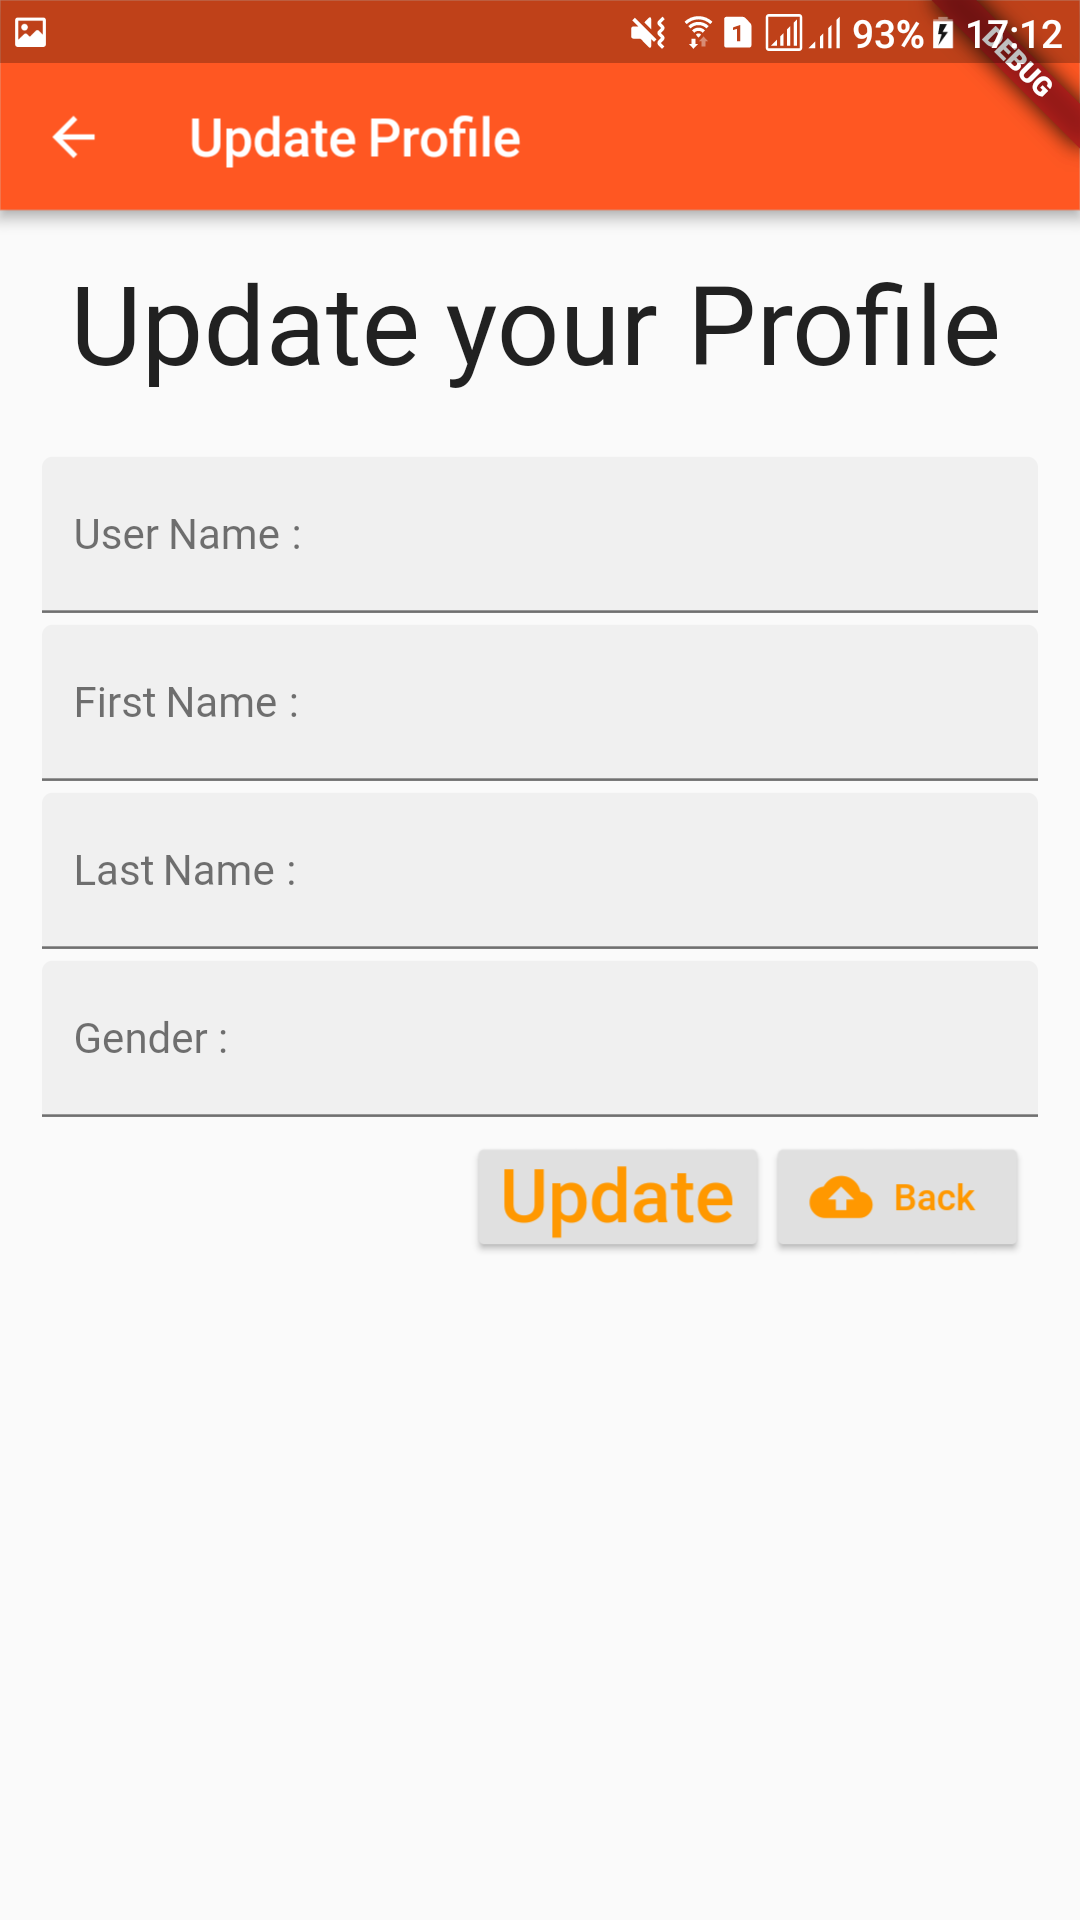 1 93% 17:12
DEBUG
Update Profile
Update your Profile
User Name :
First Name :
Last Name :
Gender :
Update Back